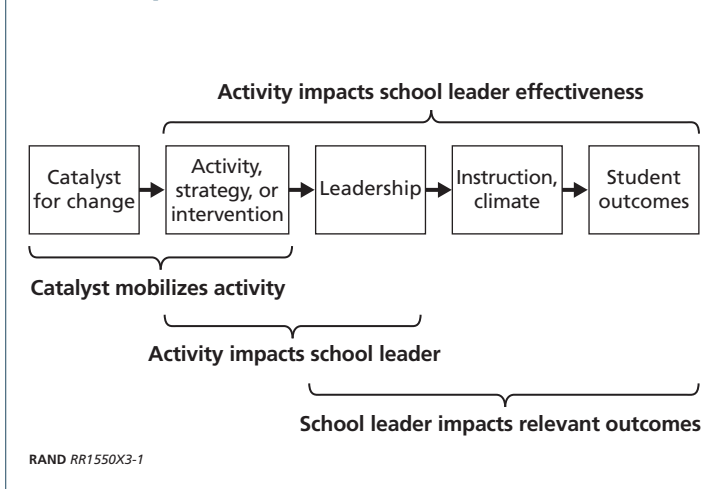 Activity impacts school leader effectiveness
Catalyst
for change
Activity,
strategy, or
intervention
Leadership
Instruction,
climate
Student
outcomes
Catalyst mobilizes activity
Activity impacts school leader
School leader impacts relevant outcomes
RAND RR1550X3-1